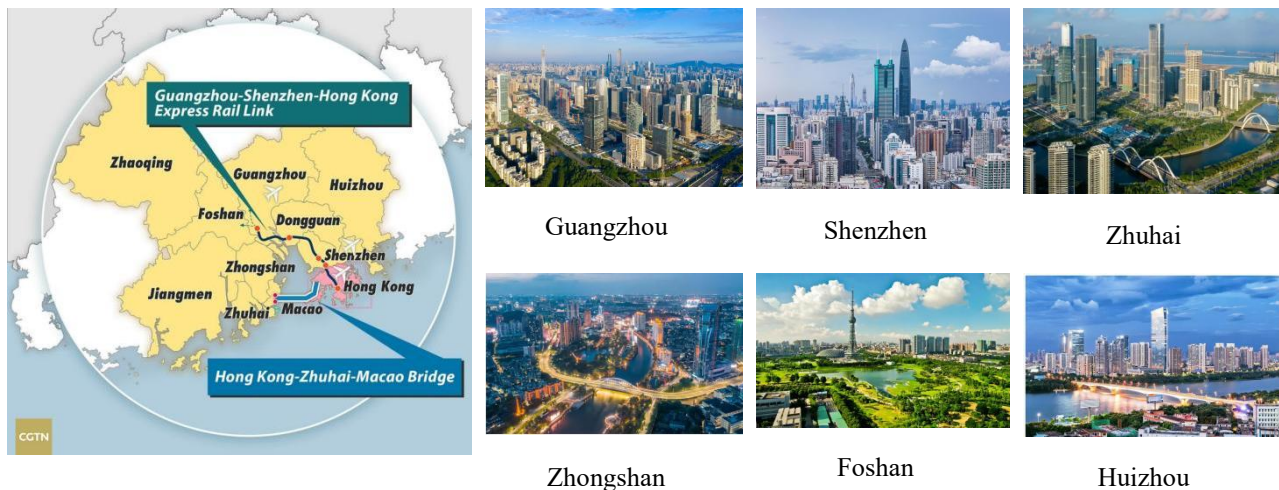 Guangzhou-Shenzhen-Hong Kong
Express Rail Link
Zhaoqing
Guangzhou
Huizhou
Foshan
Dongguan
Shenzhen
Zhongshan
Hong Kong
Jiangmen
Macao
Zhuhai
Hong Kong-Zhuhai-Macao Bridge
CGTN
Guangzhou
Shenzhen
Zhuhai
Zhongshan
Foshan
Huizhou